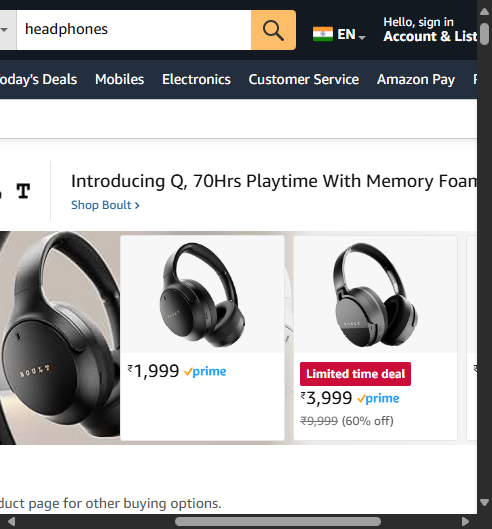 headphones
EN
Hello, sign in
Account & List
oday's Deals Mobiles Electronics Customer Service Amazon Pay
T
Introducing Q, 70Hrs Playtime With Memory Foam
Shop Boult ›
BOULT
BOULT
₹1,999 prime
Limited time deal
₹3,999 prime
₹9,999 (60% off)
duct page for other buying options.